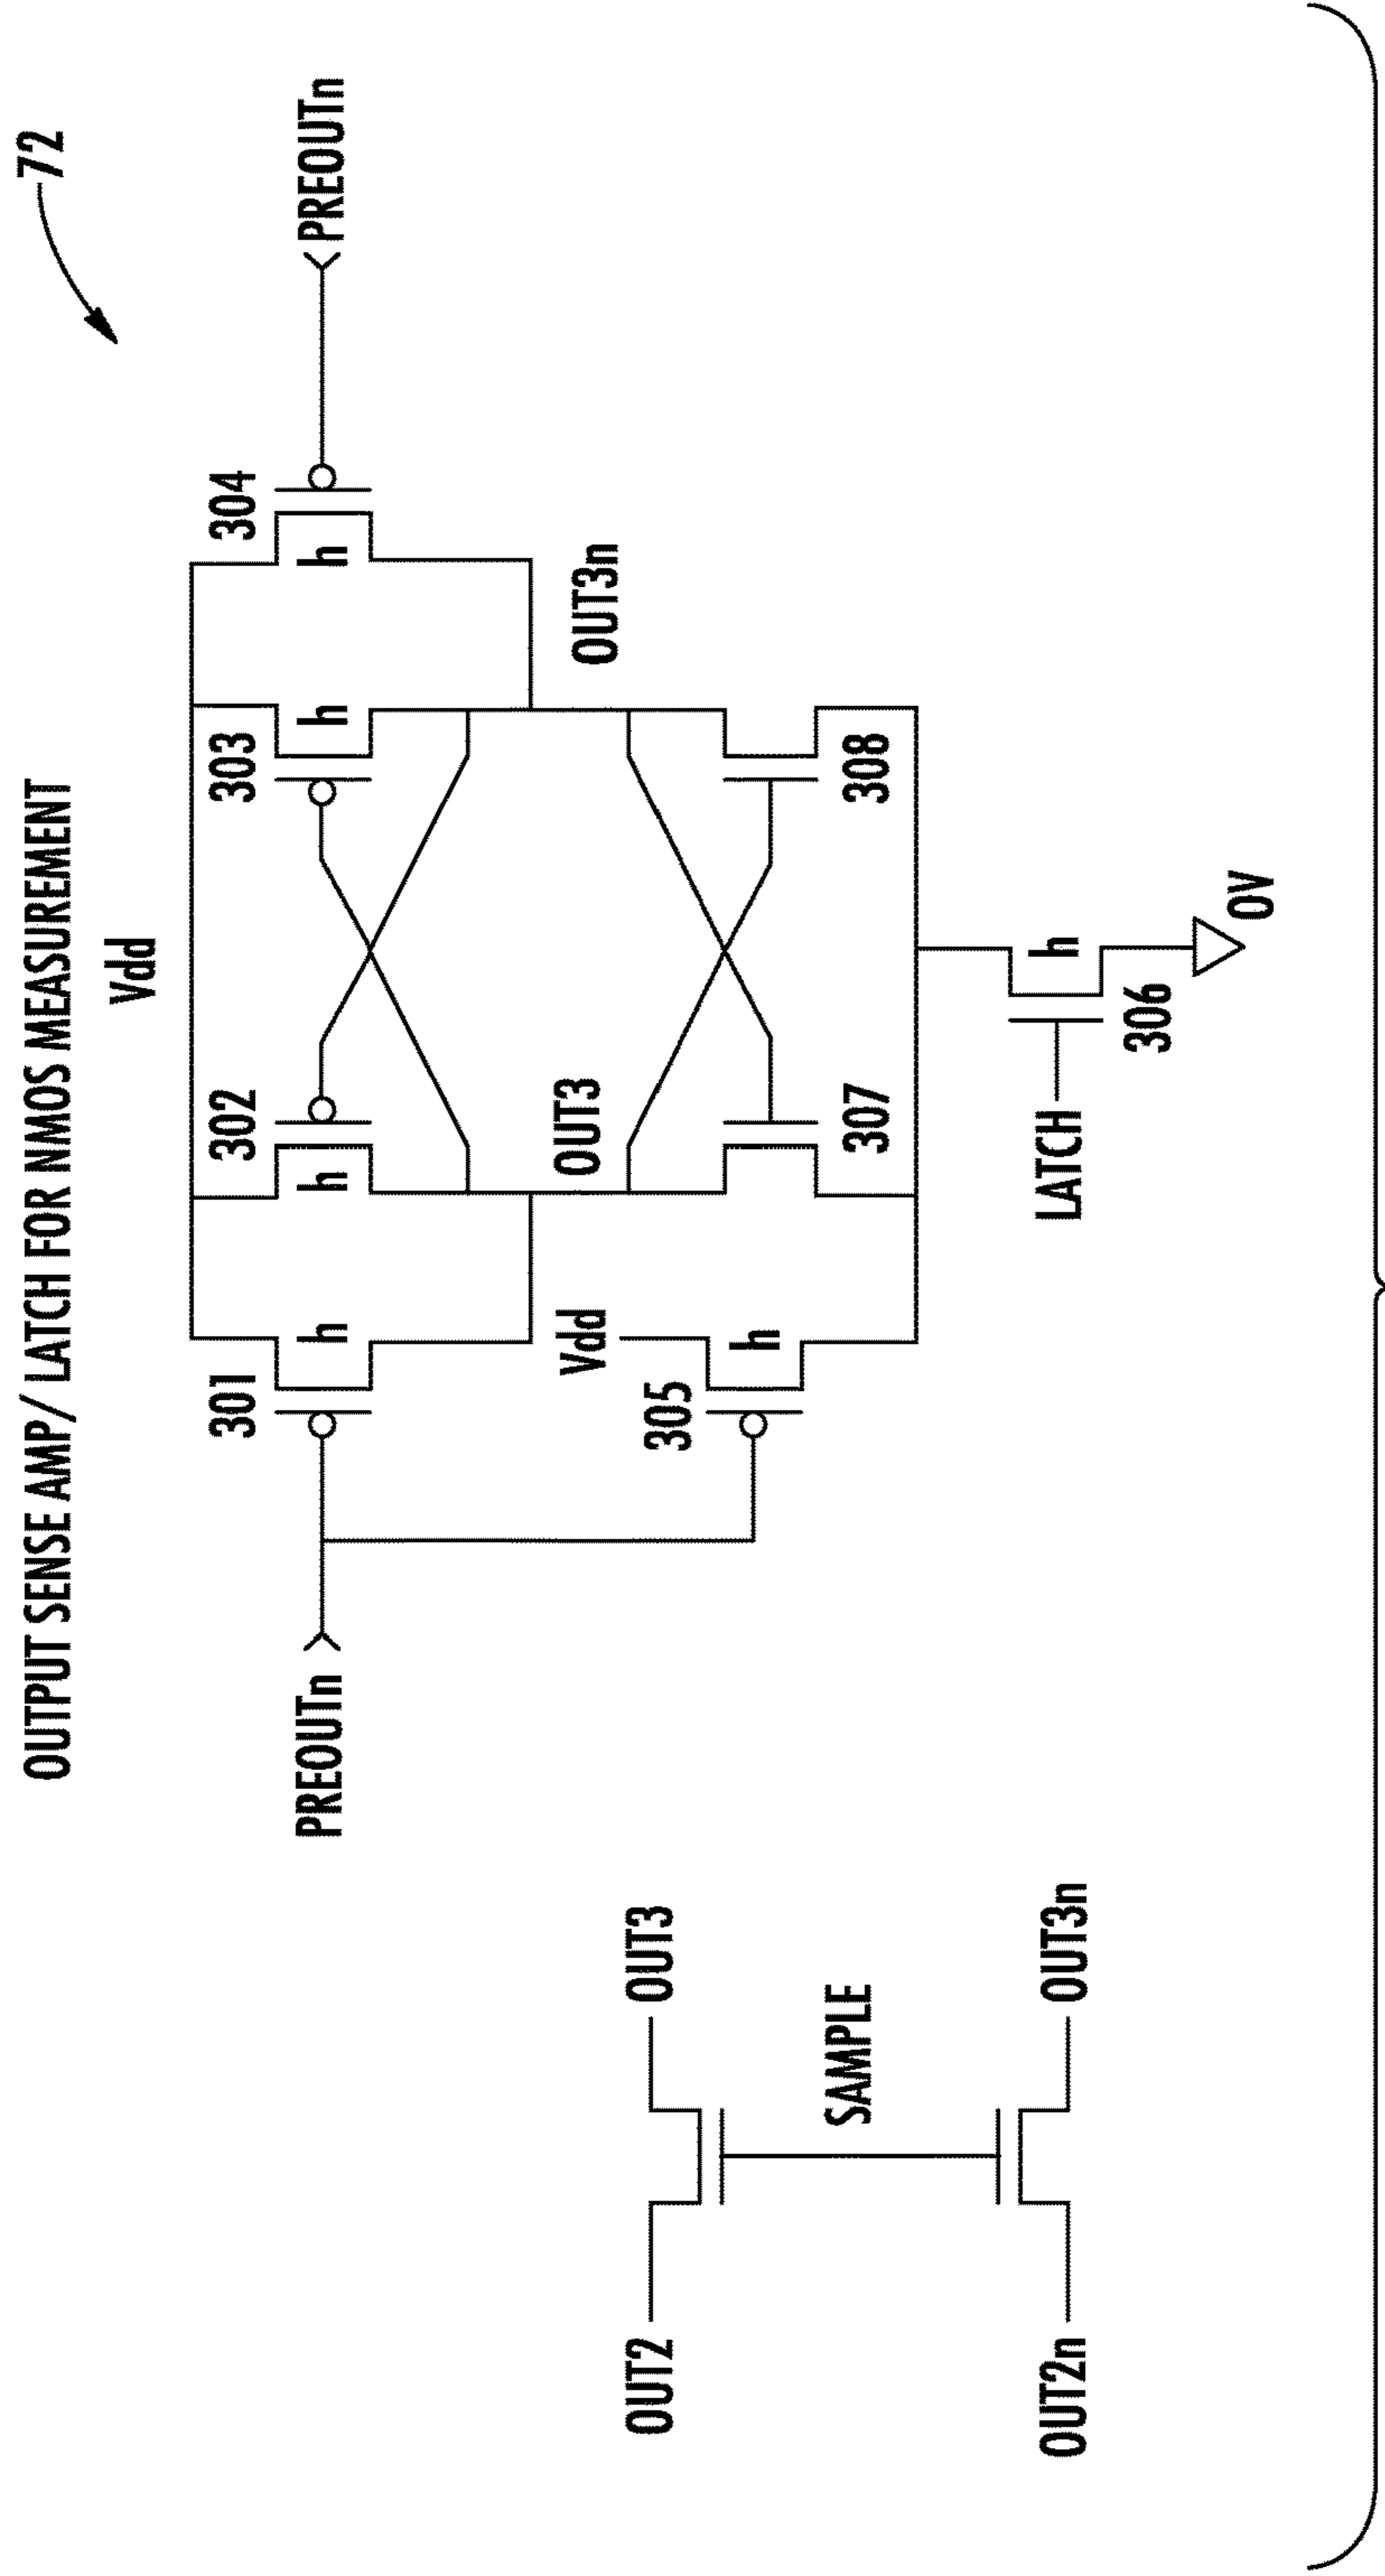 OUTPUT SENSE AMP/ LATCH FOR NMOS MEASUREMENT
72
Vdd
301
302
303
304
h
h
h
h
PREOUTn
PREOUTn
OUT3
OUT3n
Vdd
305
h
307
308
LATCH
306
h
0V
OUT2
OUT3
SAMPLE
OUT2n
OUT3n